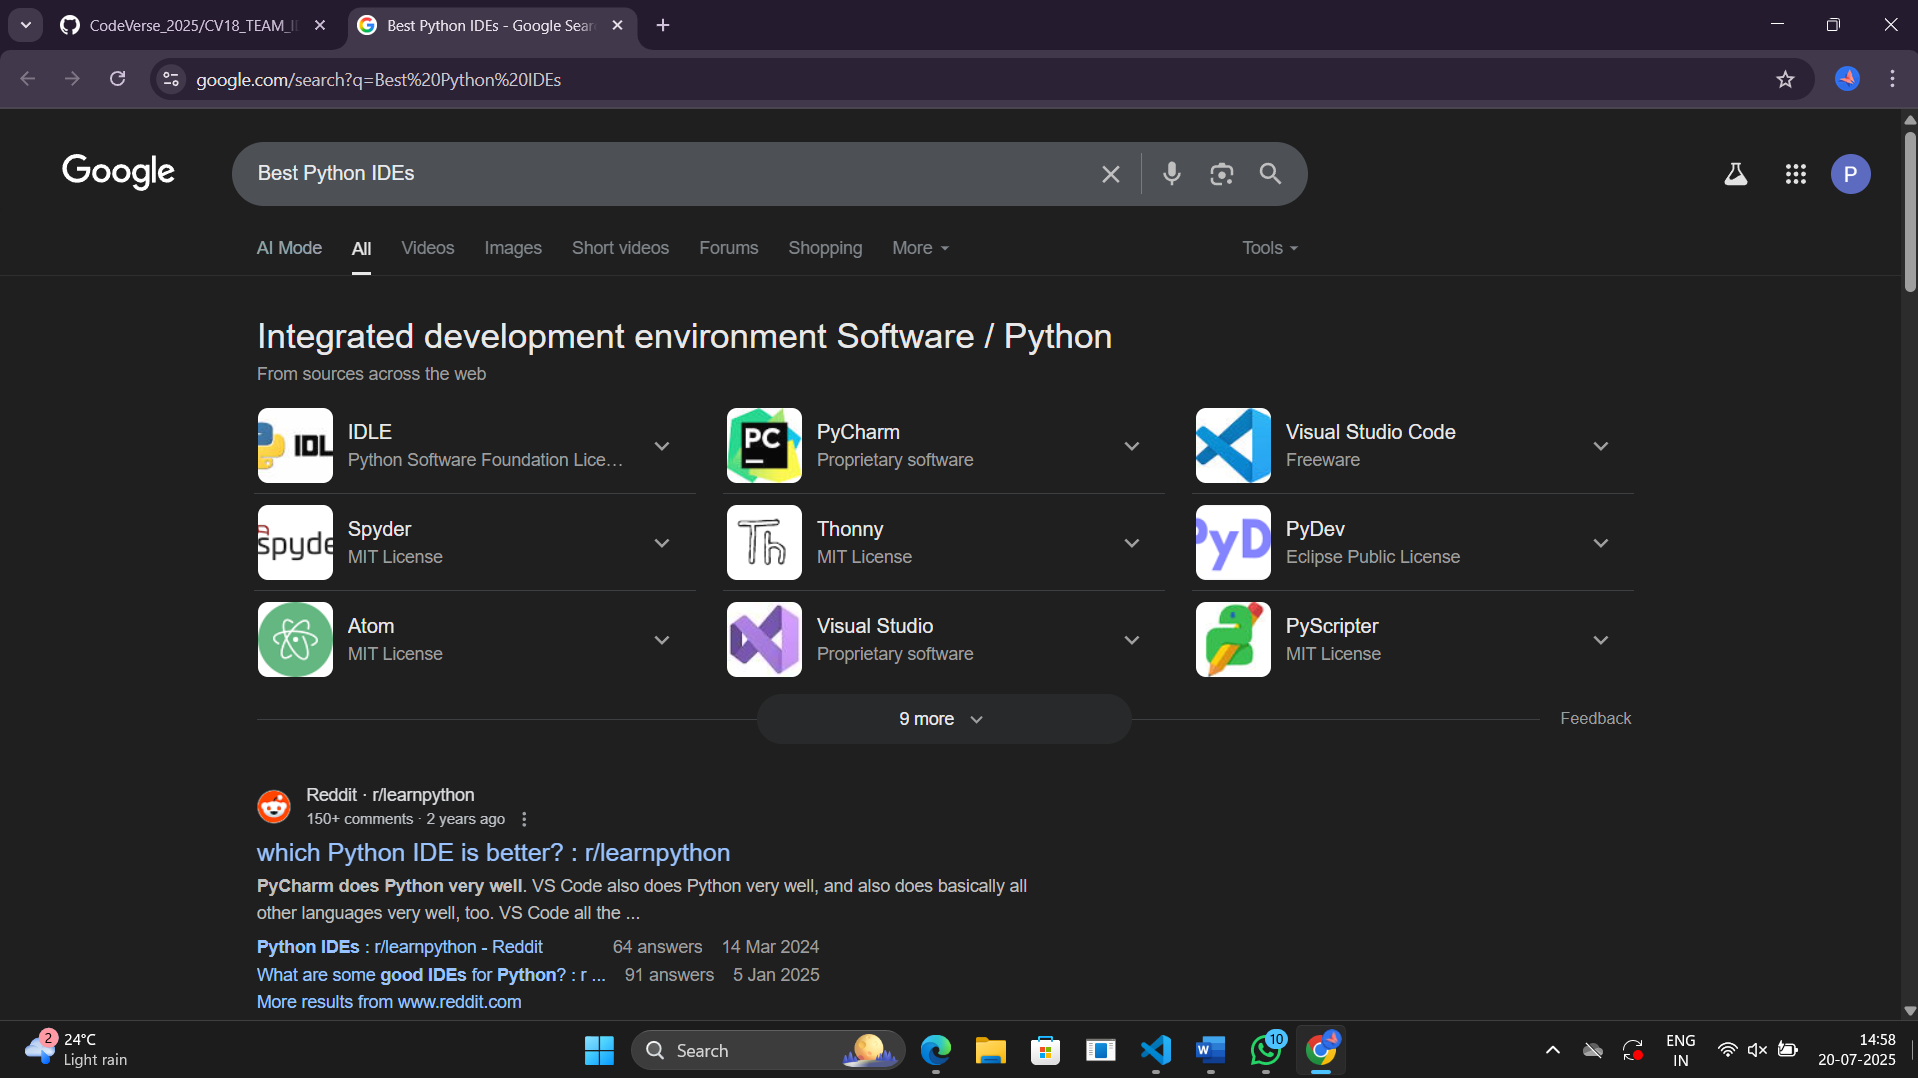 CodeVerse_2025/CV18_TEAM_I
Best Python IDEs - Google Sear
google.com/search?q=Best%20Python%20IDEs
Google
Best Python IDEs
P
AI Mode
All
Videos
Images
Short videos
Forums
Shopping
More
Tools
Integrated development environment Software / Python
From sources across the web
IDL
IDLE
Python Software Foundation Lice…
PC
PyCharm
Proprietary software
Visual Studio Code
Freeware
Spyde
Spyder
MIT License
Th
Thonny
MIT License
PyD
PyDev
Eclipse Public License
Atom
MIT License
Visual Studio
Proprietary software
PyScripter
MIT License
9 more
Feedback
Reddit · r/learnpython
150+ comments · 2 years ago
which Python IDE is better? : r/learnpython
PyCharm does Python very well. VS Code also does Python very well, and also does basically all
other languages very well, too. VS Code all the ...
Python IDEs : r/learnpython - Reddit 64 answers 14 Mar 2024
What are some good IDEs for Python? : r ... 91 answers 5 Jan 2025
More results from www.reddit.com
2
24°C
Light rain
Search
W
10
ENG
IN
14:58
20-07-2025